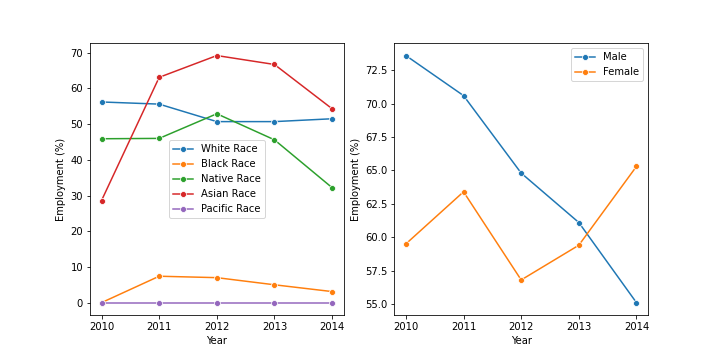 70
60
50
40
30
20
10
0
Employment (%)
White Race
Black Race
Native Race
Asian Race
Pacific Race
2010 2011 2012 2013 2014
Year
72.5
70.0
67.5
65.0
62.5
60.0
57.5
55.0
Employment (%)
Male
Female
2010 2011 2012 2013 2014
Year